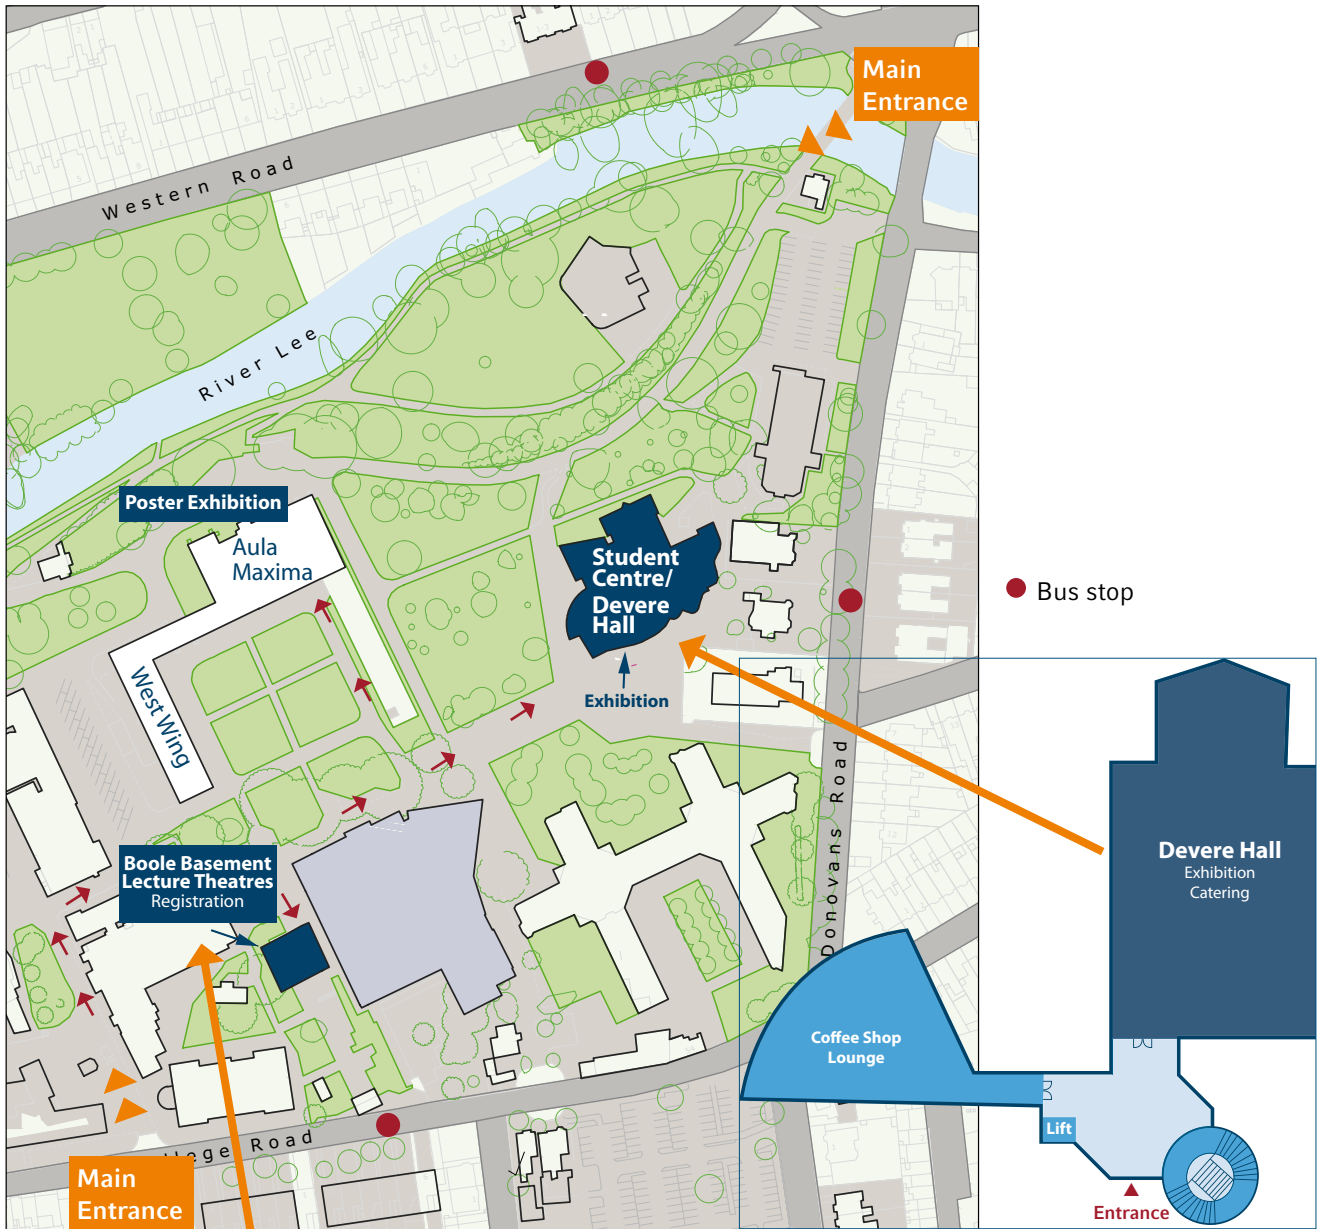 Main
Entrance
Western Road
River Lee
Poster Exhibition
Aula
Maxima
Student
Centre/
Devere
Hall
Bus stop
West Wing
Exhibition
Donovans Road
Devere Hall
Exhibition
Catering
Boole Basement
Lecture Theatres
Registration
Coffee Shop
Lounge
Lift
llege Road
Main
Entrance
Entrance